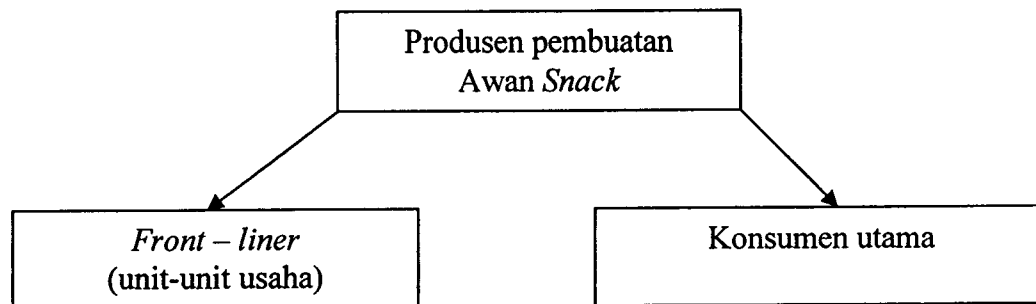 Produsen pembuatan
Awan Snack
Front – liner
(unit-unit usaha)
Konsumen utama